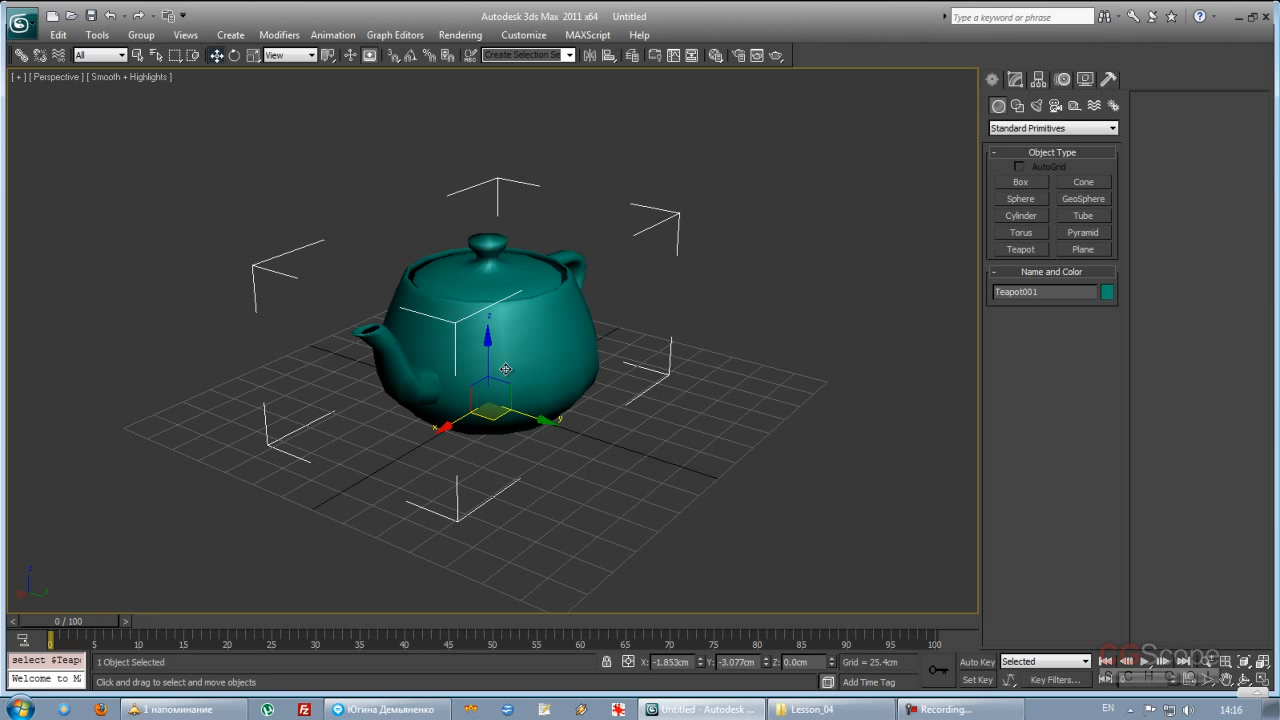 Autodesk 3ds Max 2011 x64 Untitled
Type a keyword or phrase
Edit Tools Group Views Create Modifiers Animation Graph Editors Rendering Customize MAXScript Help
All View Create Selection Se
[ + ] [ Perspective ] [ Smooth + Highlights ]
Standard Primitives
- Object Type
AutoGrid
Box Cone
Sphere GeoSphere
Cylinder Tube
Torus Pyramid
Teapot Plane
- Name and Color
Teapot001
z
x
y
z
< 0 / 100 >
0 5 10 15 20 25 30 35 40 45 50 55 60 65 70 75 80 85 90 95 100
select $Teap 1 Object Selected X: -1.853cm Y: -3.077cm Z: 0.0cm Grid = 25.4cm Auto Key Selected
Welcome to M Click and drag to select and move objects Add Time Tag Set Key Key Filters... 0
CGScope
1 напоминание Югина Демьяненко Untitled - Autodesk ... Lesson_04 Recording... EN 14:16